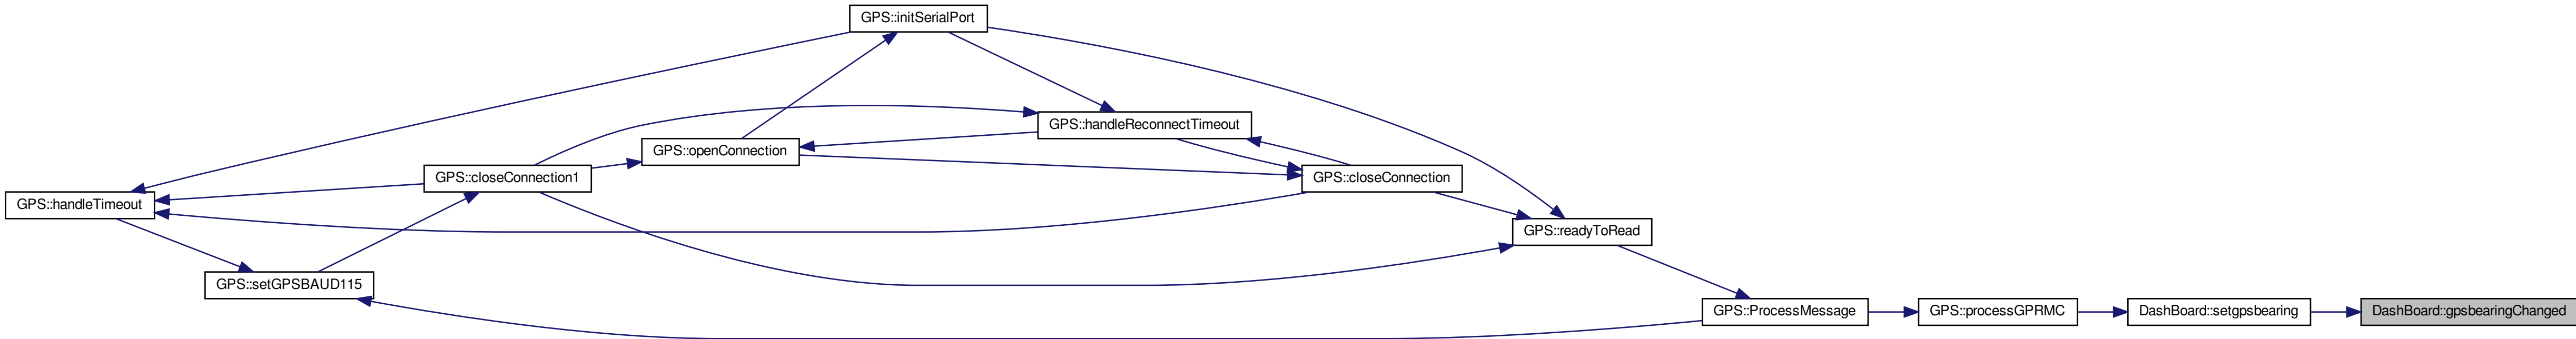 GPS::initSerialPort
GPS::handleReconnectTimeout
GPS::openConnection
GPS::closeConnection1
GPS::closeConnection
GPS::handleTimeout
GPS::readyToRead
GPS::setGPSBAUD115
GPS::ProcessMessage
GPS::processGPRMC
DashBoard::setgpsbearing
DashBoard::gpsbearingChanged